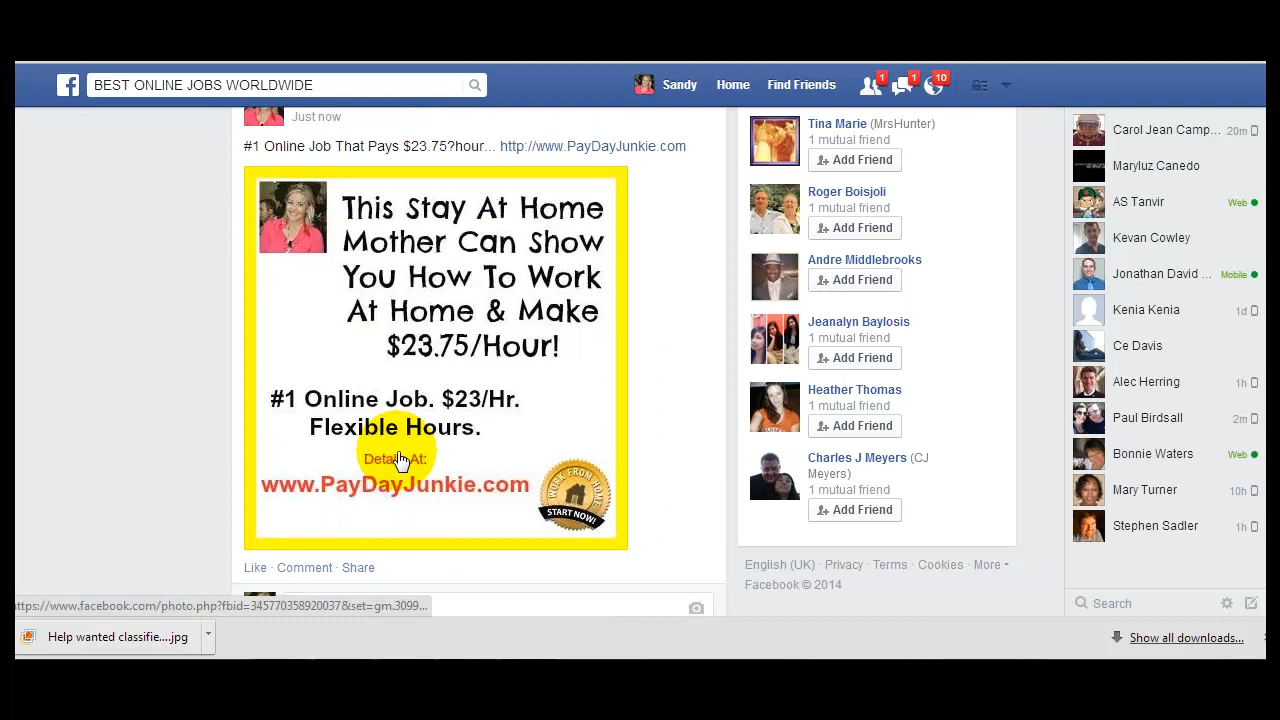 BEST ONLINE JOBS WORLDWIDE
1
1
10
Sandy
Home
Find Friends
Just now
#1 Online Job That Pays $23.75?hour... http://www.PayDayJunkie.com
This Stay At Home
Mother Can Show
You How To Work
At Home & Make
$23.75/Hour!
#1 Online Job. $23/Hr.
Flexible Hours.
At:
www.PayDayJunkie.com
WORK FROM HOME
START NOW!
Like · Comment · Share
Tina Marie (MrsHunter)
1 mutual friend
Add Friend
Roger Boisjoli
1 mutual friend
Add Friend
Andre Middlebrooks
Add Friend
Jeanalyn Baylosis
1 mutual friend
Add Friend
Heather Thomas
1 mutual friend
Add Friend
Charles J Meyers (CJ
Meyers)
1 mutual friend
Add Friend
English (UK) · Privacy · Terms · Cookies · More
Facebook © 2014
Carol Jean Camp... 20m
Maryluz Canedo
AS Tanvir Web
Kevan Cowley
Jonathan David ... Mobile
Kenia Kenia 1d
Ce Davis
Alec Herring 1h
Paul Birdsall 2m
Bonnie Waters Web
Mary Turner 10h
Stephen Sadler 1h
Search
https://www.facebook.com/photo.php?fbid=345770358920037&set=gm.3099...
Help wanted classifie....jpg
Show all downloads...